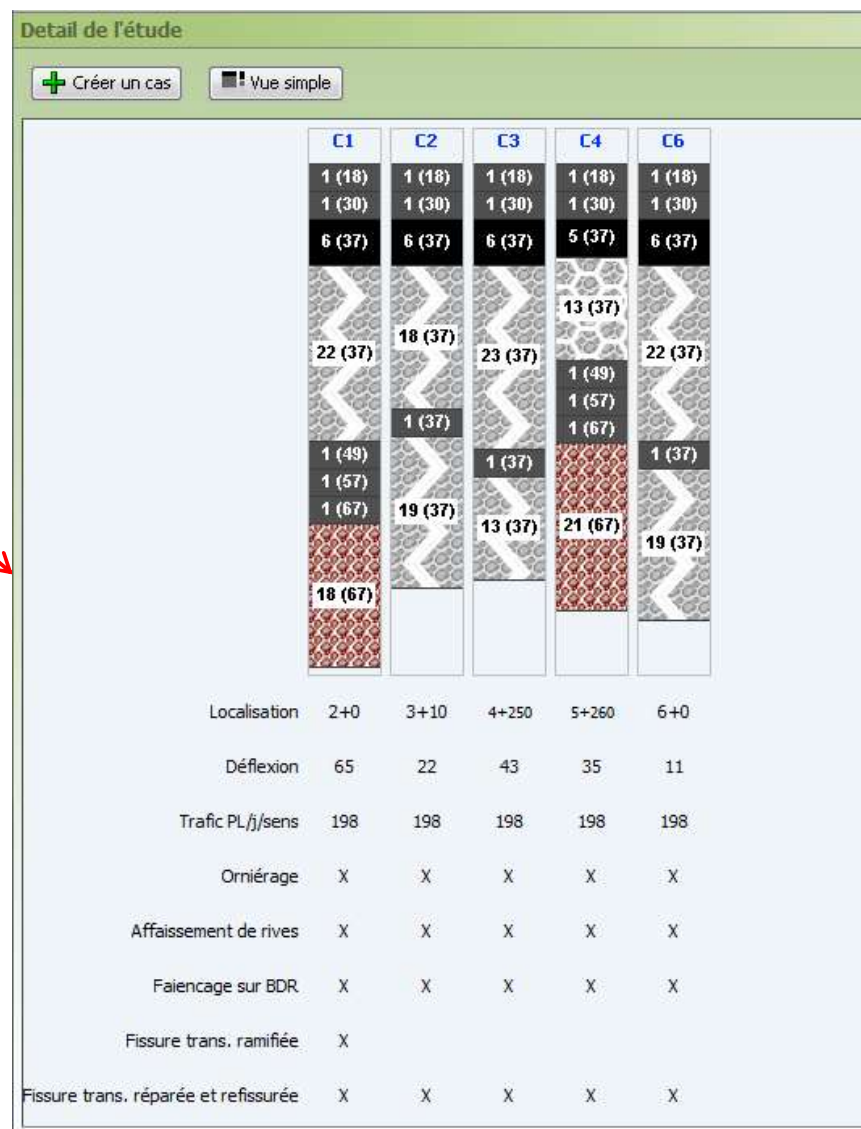 Detail de l'étude
Créer un cas Vue simple
C1 C2 C3 C4 C6
1 (18) 1 (18) 1 (18) 1 (18) 1 (18)
1 (30) 1 (30) 1 (30) 1 (30) 1 (30)
6 (37) 6 (37) 6 (37) 5 (37) 6 (37)
22 (37) 18 (37) 23 (37) 13 (37) 22 (37)
1 (49) 1 (37) 1 (37) 1 (49) 1 (37)
1 (57) 1 (57)
1 (67) 1 (67)
18 (67) 19 (37) 13 (37) 21 (67) 19 (37)
Localisation 2+0 3+10 4+250 5+260 6+0
Déflexion 65 22 43 35 11
Trafic PL/j/sens 198 198 198 198 198
Orniérage X X X X X
Affaissement de rives X X X X X
Faiencage sur BDR X X X X X
Fissure trans. ramifiée X
Fissure trans. réparée et refissurée X X X X X